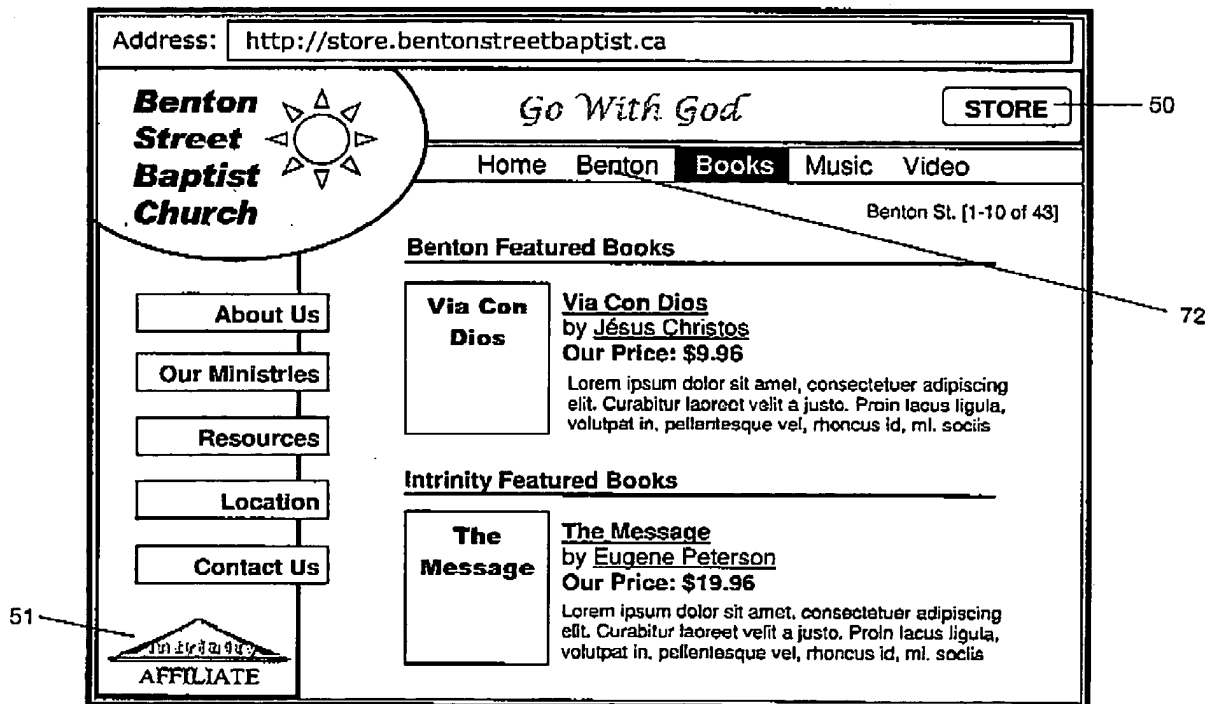 Address: http://store.bentonstreetbaptist.ca
Benton
Street
Baptist
Church
Go With God
STORE
50
Home Benton Books Music Video
Benton St. [1-10 of 43]
72
Benton Featured Books
Via Con
Dios
Via Con Dios
by Jésus Christos
Our Price: $9.96
Lorem ipsum dolor sit amet, consectetuer adipiscing
elit. Curabitur laoreet velit a justo. Proin lacus ligula,
volutpat in, pellentesque vel, rhoncus id, mi. sociis
About Us
Our Ministries
Resources
Location
Contact Us
Intrinity Featured Books
The
Message
The Message
by Eugene Peterson
Our Price: $19.96
Lorem ipsum dolor sit amet, consectetuer adipiscing
elit. Curabitur laoreet velit a justo. Proin lacus ligula,
volutpat in, pellentesque vel, rhoncus id, mi. sociis
51
Intrinity
AFFILIATE